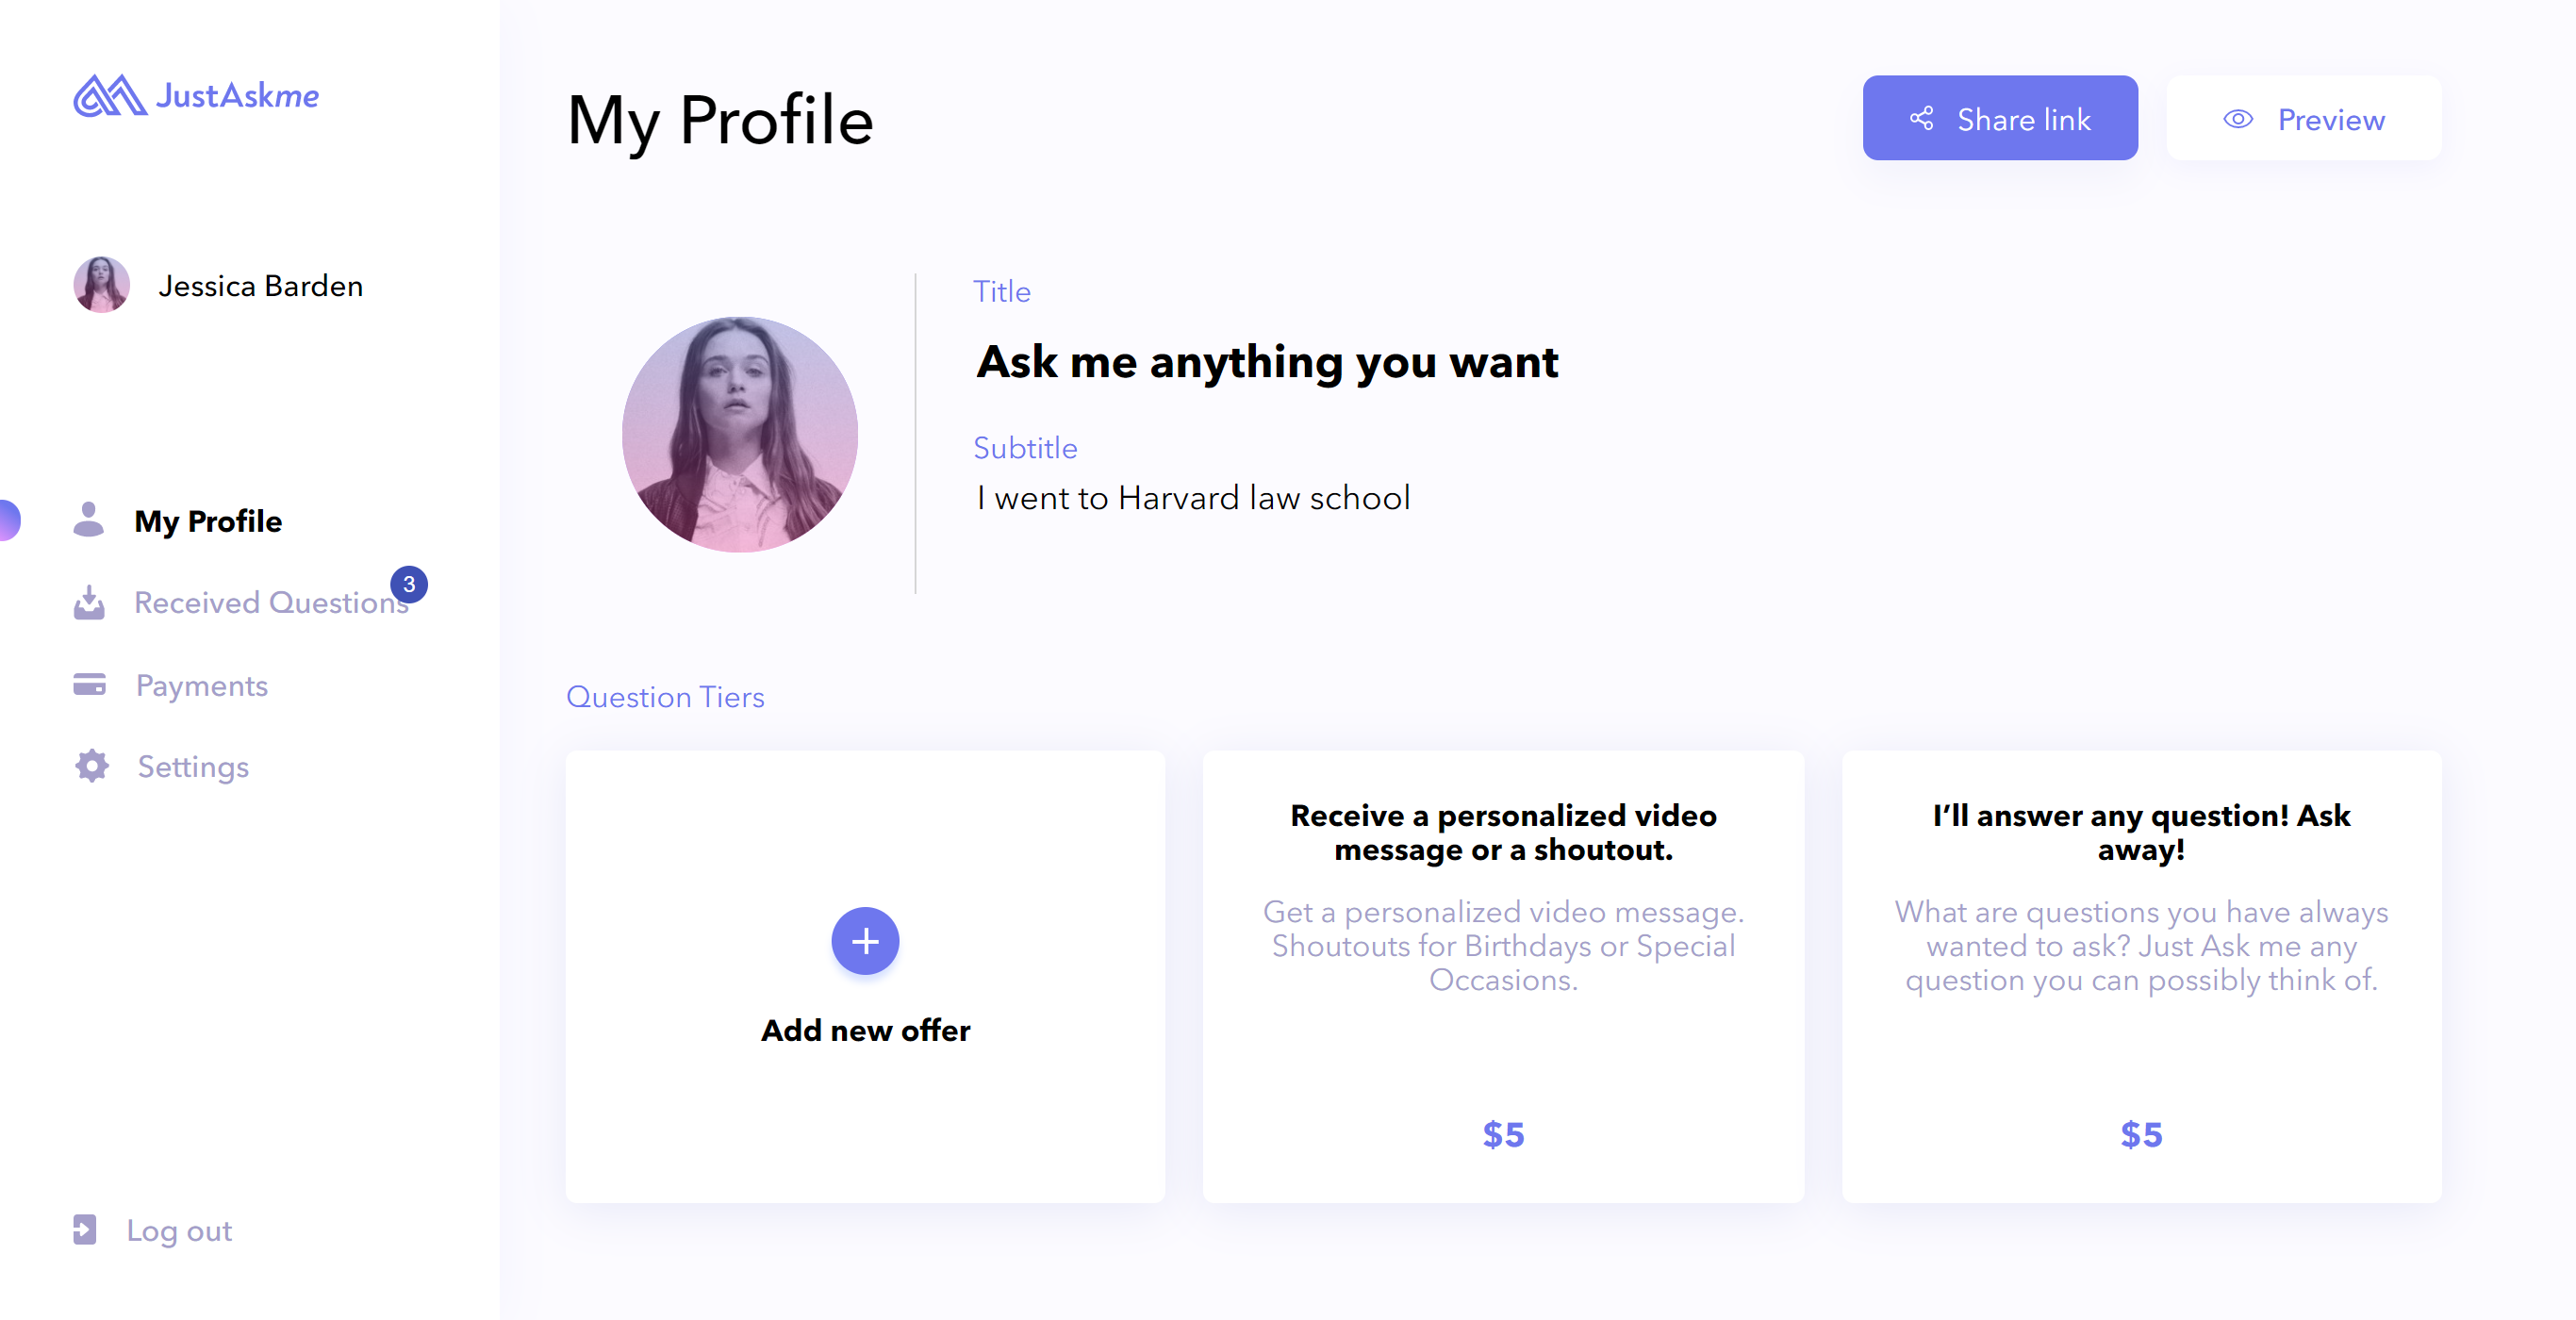 JustAskme
Jessica Barden
My Profile
Received Questions
3
Payments
Settings
Log out
My Profile
Share link
Preview
Title
Ask me anything you want
Subtitle
I went to Harvard law school
Question Tiers
Add new offer
Receive a personalized video
message or a shoutout.
Get a personalized video message.
Shoutouts for Birthdays or Special
Occasions.
$5
I’ll answer any question! Ask
away!
What are questions you have always
wanted to ask? Just Ask me any
question you can possibly think of.
$5